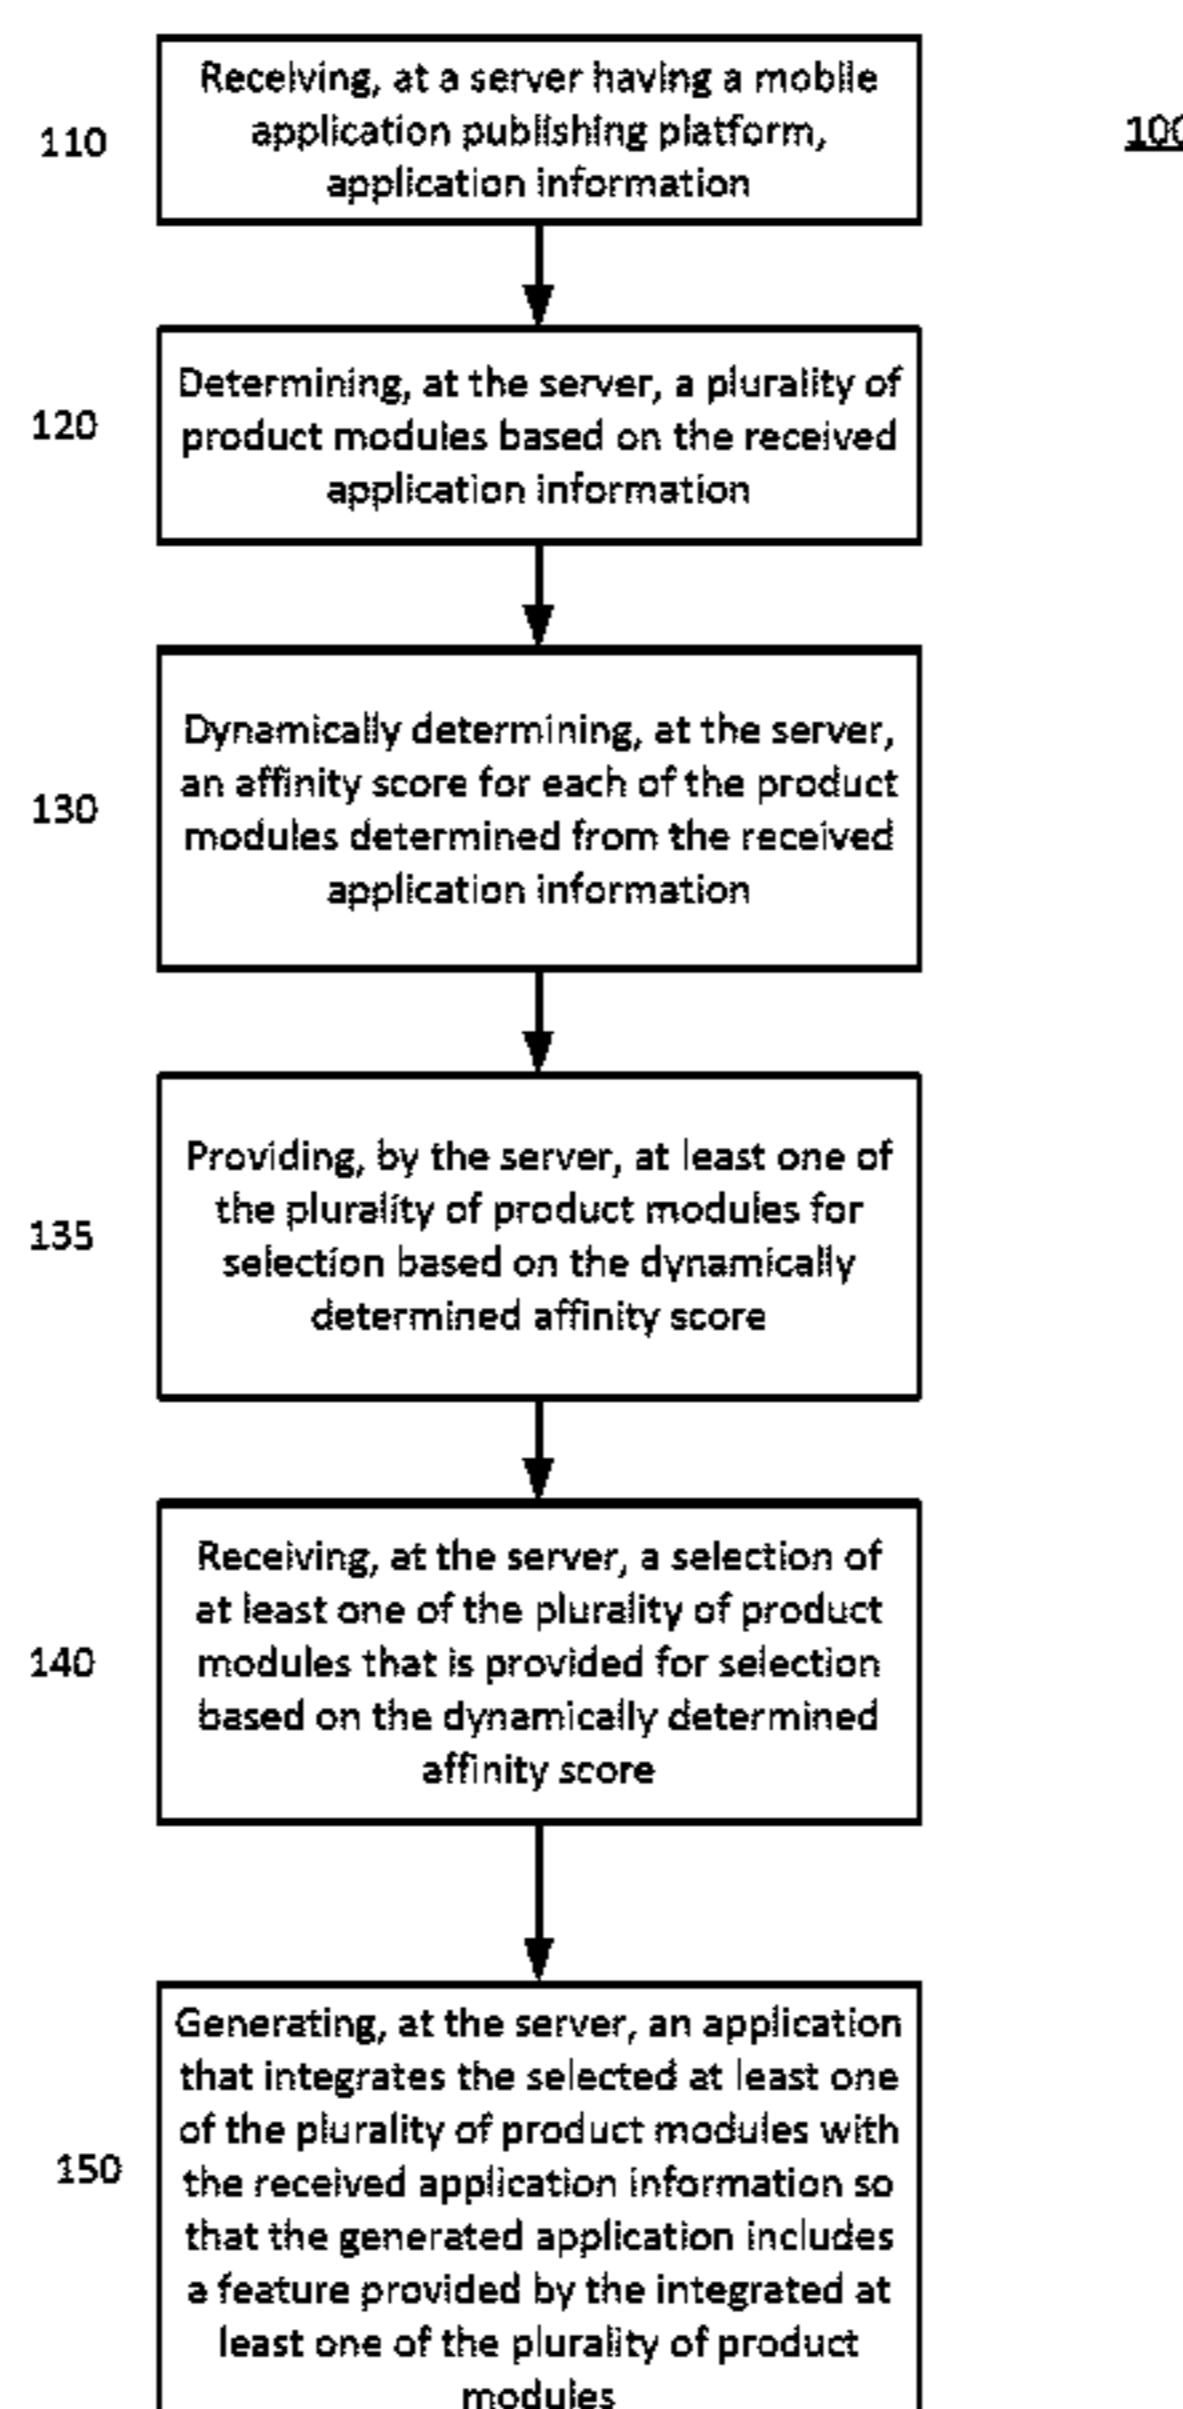 Receiving, at a server having a mobile
application publishing platform,
application information
110
100
Determining, at the server, a plurality of
product modules based on the received
application information
120
Dynamically determining, at the server,
an affinity score for each of the product
modules determined from the received
application information
130
Providing, by the server, at least one of
the plurality of product modules for
selection based on the dynamically
determined affinity score
135
Receiving, at the server, a selection of
at least one of the plurality of product
modules that is provided for selection
based on the dynamically determined
affinity score
140
Generating, at the server, an application
that integrates the selected at least one
of the plurality of product modules with
the received application information so
that the generated application includes
a feature provided by the integrated at
least one of the plurality of product
modules
150